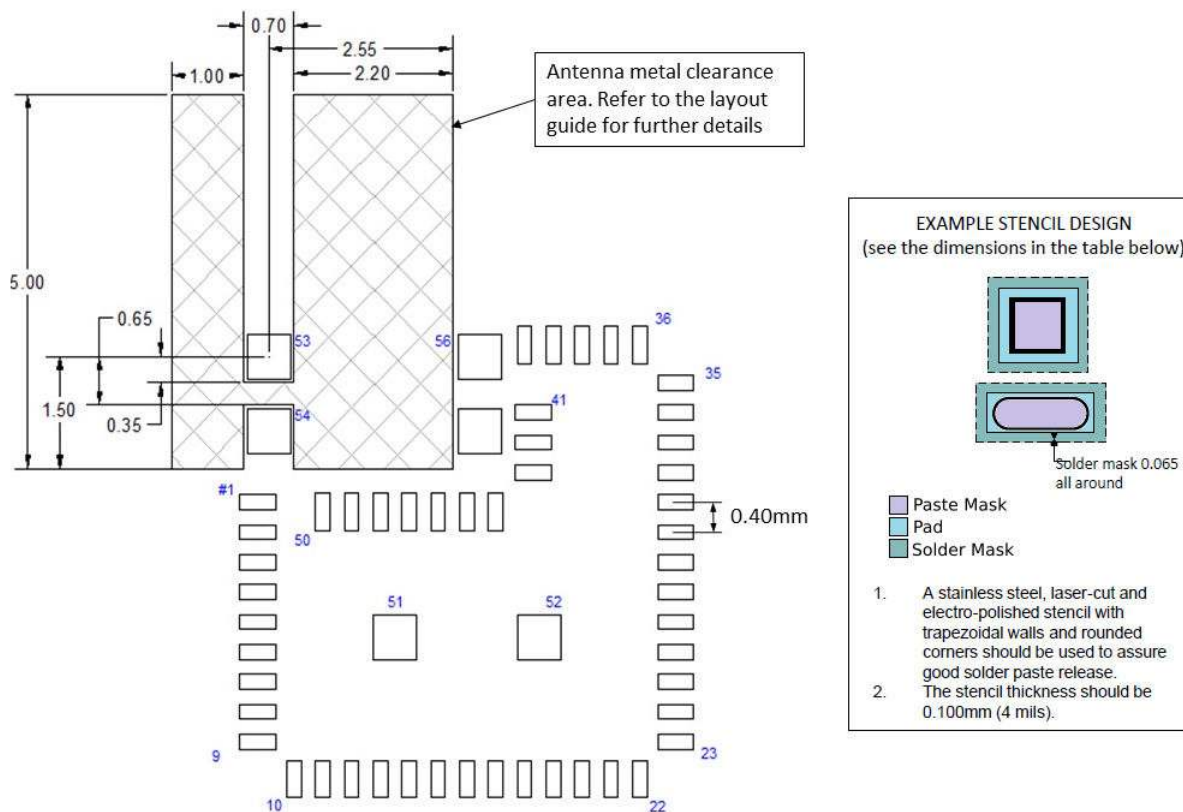 0.70
2.55
1.00
2.20
Antenna metal clearance
area. Refer to the layout
guide for further details
5.00
0.65
1.50
0.35
53
56
36
54
41
35
#1
50
0.40mm
51
52
9
23
10
22
EXAMPLE STENCIL DESIGN
(see the dimensions in the table below)
Solder mask 0.065
all around
Paste Mask
Pad
Solder Mask
1. A stainless steel, laser-cut and
electro-polished stencil with
trapezoidal walls and rounded
corners should be used to assure
good solder paste release.
2. The stencil thickness should be
0.100mm (4 mils).